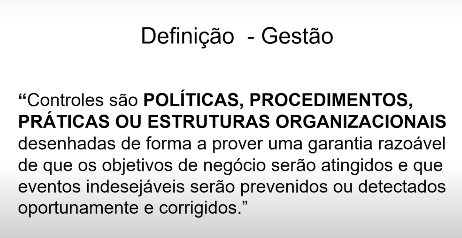 Definição - Gestão
“Controles são POLÍTICAS, PROCEDIMENTOS,
PRÁTICAS OU ESTRUTURAS ORGANIZACIONAIS
desenhadas de forma a prover uma garantia razoável
de que os objetivos de negócio serão atingidos e que
eventos indesejáveis serão prevenidos ou detectados
oportunamente e corrigidos.”